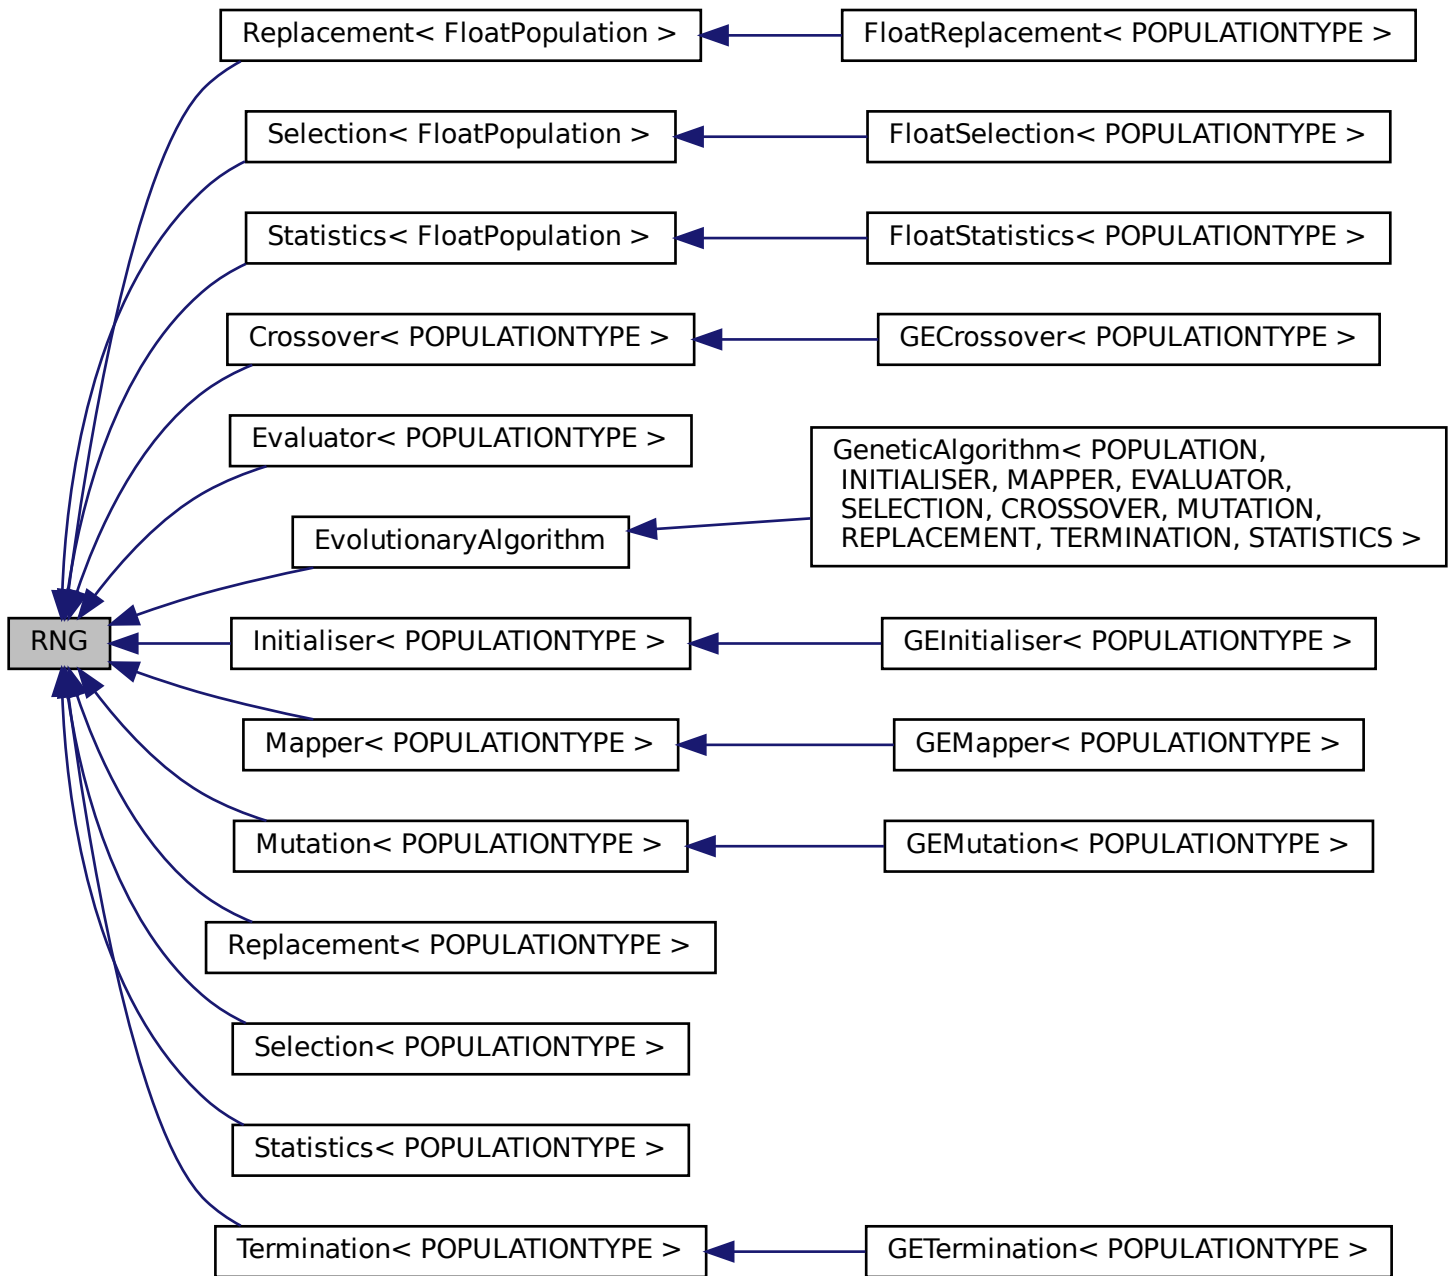 Replacement< FloatPopulation >
FloatReplacement< POPULATIONTYPE >
Selection< FloatPopulation >
FloatSelection< POPULATIONTYPE >
Statistics< FloatPopulation >
FloatStatistics< POPULATIONTYPE >
Crossover< POPULATIONTYPE >
GECrossover< POPULATIONTYPE >
Evaluator< POPULATIONTYPE >
EvolutionaryAlgorithm
GeneticAlgorithm< POPULATION,
INITIALISER, MAPPER, EVALUATOR,
SELECTION, CROSSOVER, MUTATION,
REPLACEMENT, TERMINATION, STATISTICS >
RNG
Initialiser< POPULATIONTYPE >
GEInitialiser< POPULATIONTYPE >
Mapper< POPULATIONTYPE >
GEMapper< POPULATIONTYPE >
Mutation< POPULATIONTYPE >
GEMutation< POPULATIONTYPE >
Replacement< POPULATIONTYPE >
Selection< POPULATIONTYPE >
Statistics< POPULATIONTYPE >
Termination< POPULATIONTYPE >
GETermination< POPULATIONTYPE >